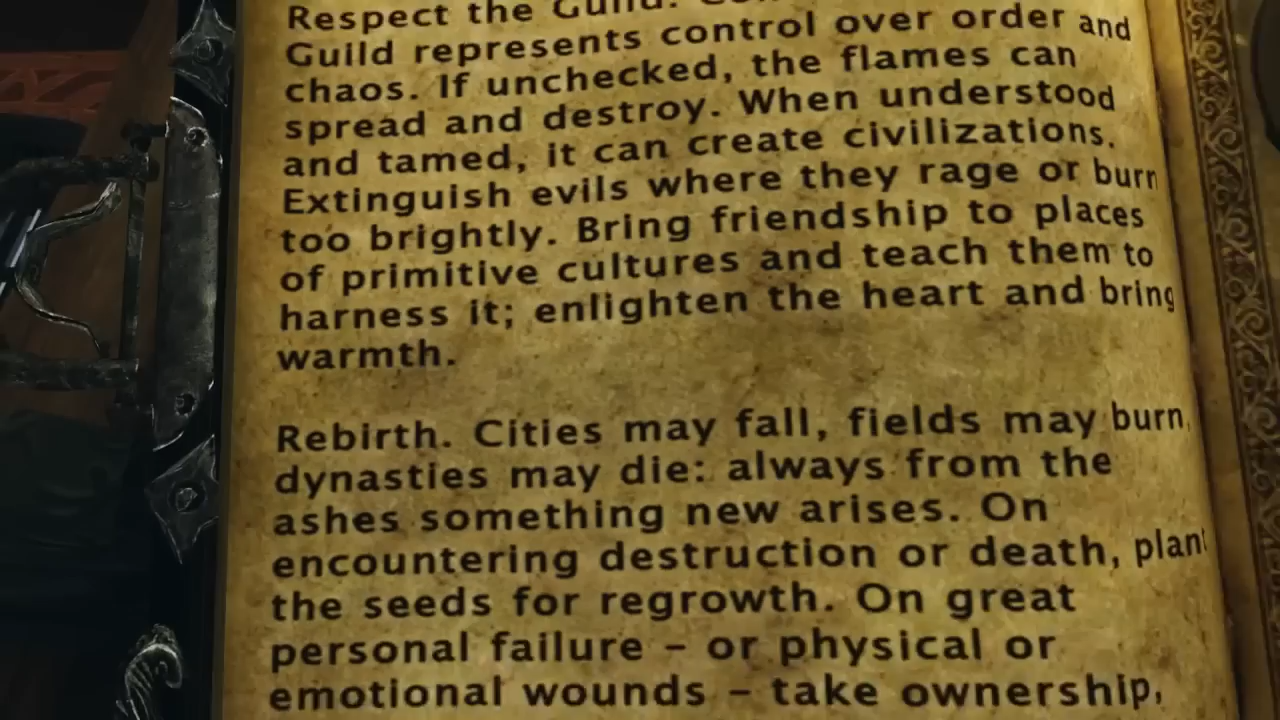 Respect the Guild.
Guild represents control over order and
chaos. If unchecked, the flames can
spread and destroy. When understood
and tamed, it can create civilizations.
Extinguish evils where they rage or burn
too brightly. Bring friendship to places
of primitive cultures and teach them to
harness it; enlighten the heart and bring
warmth.
Rebirth. Cities may fall, fields may burn,
dynasties may die: always from the
ashes something new arises. On
encountering destruction or death, plant
the seeds for regrowth. On great
personal failure – or physical or
emotional wounds – take ownership,